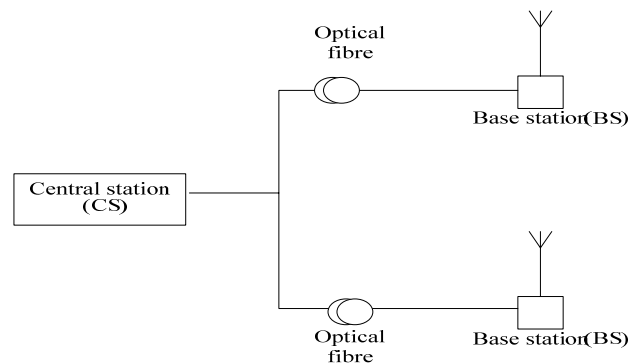 Optical
fibre
Base station(BS)
Central station
(CS)
Optical
fibre
Base station(BS)